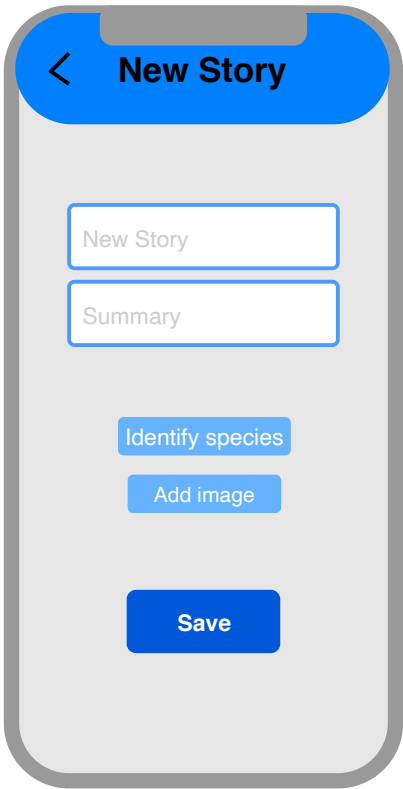 New Story
New Story
Summary
Identify species
Add image
Save